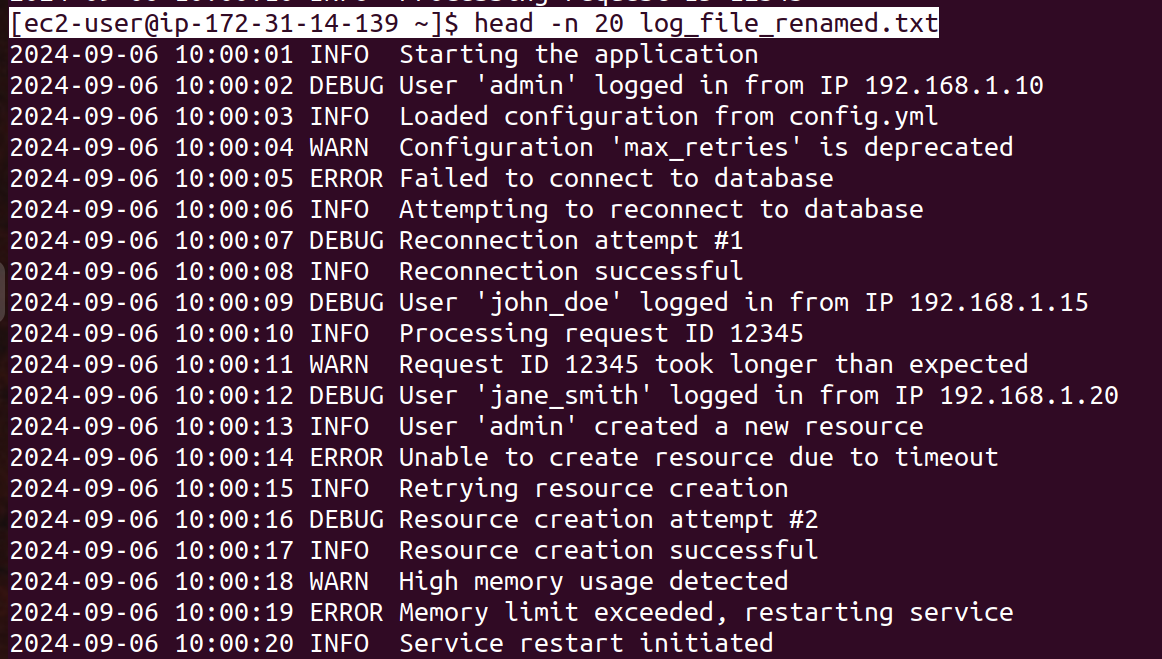 [ec2-user@ip-172-31-14-139 ~]$ head -n 20 log_file_renamed.txt
2024-09-06 10:00:01 INFO  Starting the application
2024-09-06 10:00:02 DEBUG User 'admin' logged in from IP 192.168.1.10
2024-09-06 10:00:03 INFO  Loaded configuration from config.yml
2024-09-06 10:00:04 WARN  Configuration 'max_retries' is deprecated
2024-09-06 10:00:05 ERROR Failed to connect to database
2024-09-06 10:00:06 INFO  Attempting to reconnect to database
2024-09-06 10:00:07 DEBUG Reconnection attempt #1
2024-09-06 10:00:08 INFO  Reconnection successful
2024-09-06 10:00:09 DEBUG User 'john_doe' logged in from IP 192.168.1.15
2024-09-06 10:00:10 INFO  Processing request ID 12345
2024-09-06 10:00:11 WARN  Request ID 12345 took longer than expected
2024-09-06 10:00:12 DEBUG User 'jane_smith' logged in from IP 192.168.1.20
2024-09-06 10:00:13 INFO  User 'admin' created a new resource
2024-09-06 10:00:14 ERROR Unable to create resource due to timeout
2024-09-06 10:00:15 INFO  Retrying resource creation
2024-09-06 10:00:16 DEBUG Resource creation attempt #2
2024-09-06 10:00:17 INFO  Resource creation successful
2024-09-06 10:00:18 WARN  High memory usage detected
2024-09-06 10:00:19 ERROR Memory limit exceeded, restarting service
2024-09-06 10:00:20 INFO  Service restart initiated